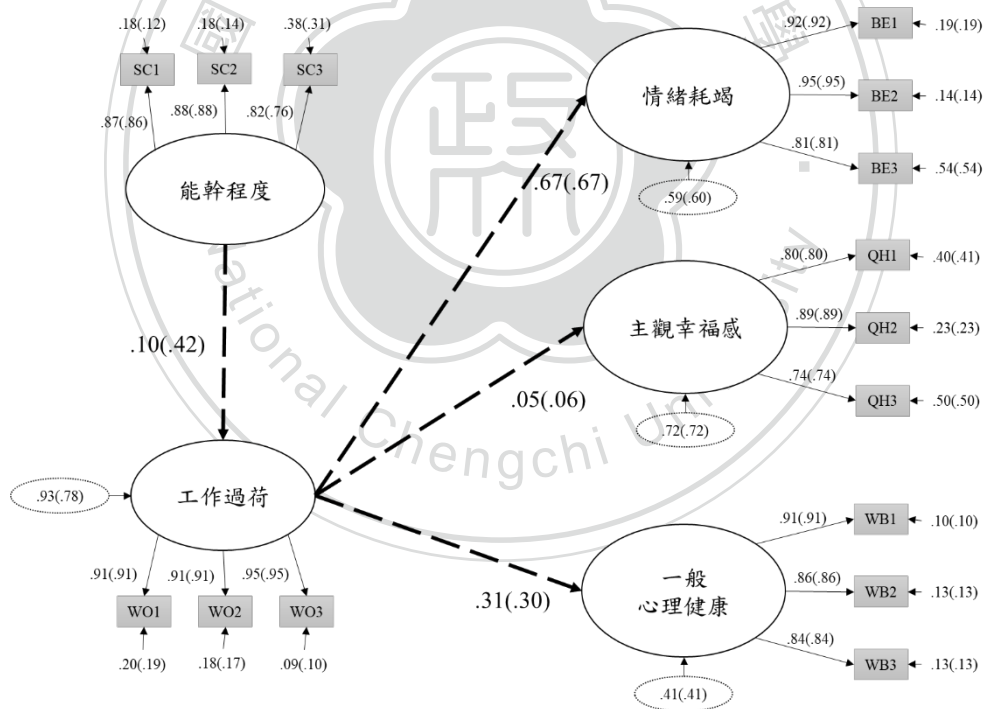 .18(.12)
.18(.14)
.38(.31)
SC1
SC2
SC3
.87(.86)
.88(.88)
.82(.76)
能幹程度
.10(.42)
工作過荷
.93(.78)
.91(.91)
.91(.91)
.95(.95)
WO1
WO2
WO3
.20(.19)
.18(.17)
.09(.10)
.67(.67)
.05(.06)
.31(.30)
情緒耗竭
.59(.60)
.92(.92)
BE1
.19(.19)
.95(.95)
BE2
.14(.14)
.81(.81)
BE3
.54(.54)
主觀幸福感
.72(.72)
.80(.80)
QH1
.40(.41)
.89(.89)
QH2
.23(.23)
.74(.74)
QH3
.50(.50)
一般
心理健康
.41(.41)
.91(.91)
WB1
.10(.10)
.86(.86)
WB2
.13(.13)
.84(.84)
WB3
.13(.13)
政
學
National Chengchi